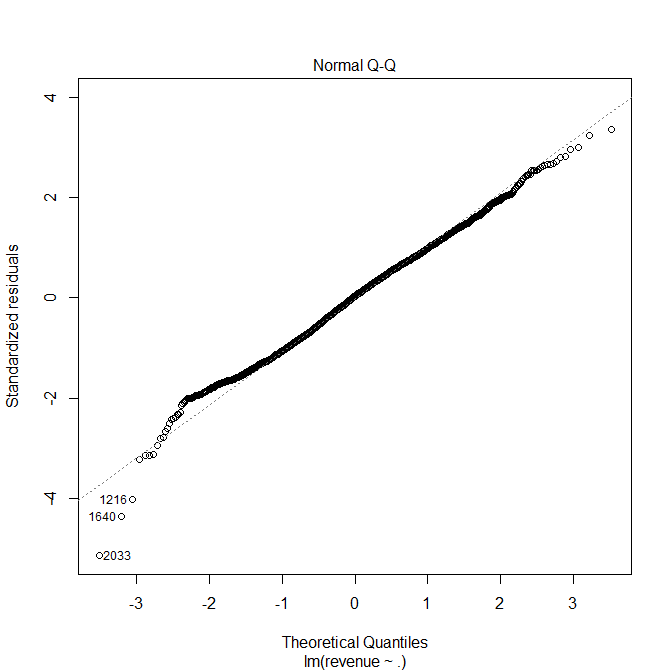 Normal Q-Q
4
2
0
-2
-4
Standardized residuals
1216
1640
2033
-3 -2 -1 0 1 2 3
Theoretical Quantiles
lm(revenue ~ .)